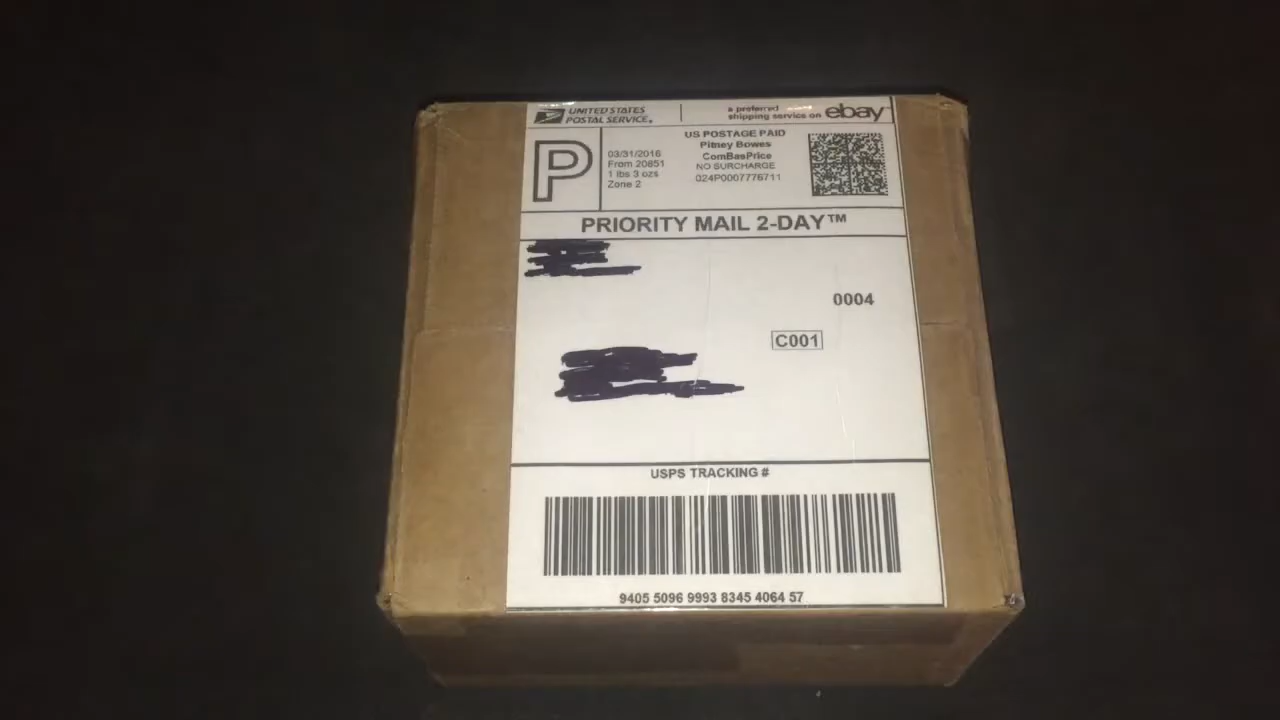 UNITED STATES
POSTAL SERVICE®
a preferred
shipping service on ebay™
P
03/31/2016
From 20851
1 lbs 3 ozs
Zone 2
US POSTAGE PAID
Pitney Bowes
ComBasPrice
NO SURCHARGE
024P0007776711
PRIORITY MAIL 2-DAY™
0004
C001
USPS TRACKING #
9405 5096 9993 8345 4064 57